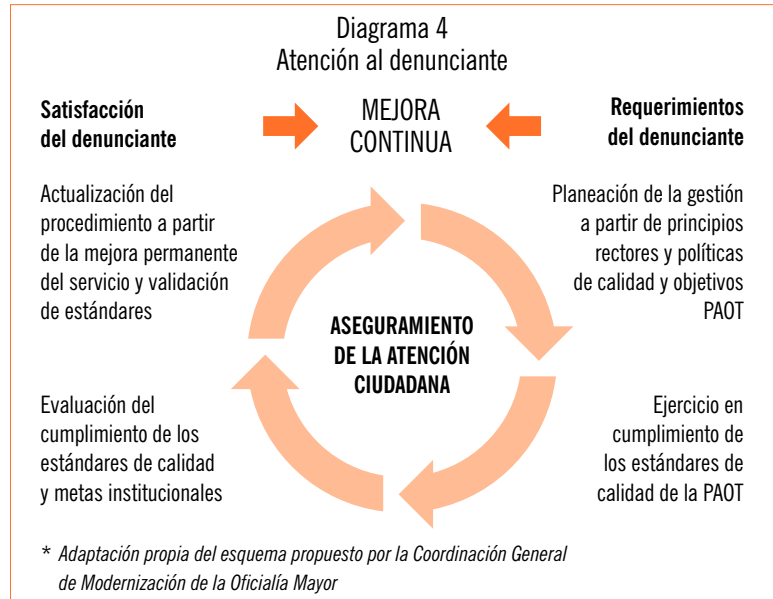 Diagrama 4
Atención al denunciante
Satisfacción
del denunciante
MEJORA
CONTINUA
Requerimientos
del denunciante
Actualización del
procedimiento a partir
de la mejora permanente
del servicio y validación
de estándares
Planeación de la gestión
a partir de principios
rectores y políticas
de calidad y objetivos
PAOT
ASEGURAMIENTO
DE LA ATENCIÓN
CIUDADANA
Evaluación del
cumplimiento de los
estándares de calidad
y metas institucionales
Ejercicio en
cumplimiento de
los estándares de
calidad de la PAOT
* Adaptación propia del esquema propuesto por la Coordinación General
de Modernización de la Oficialía Mayor